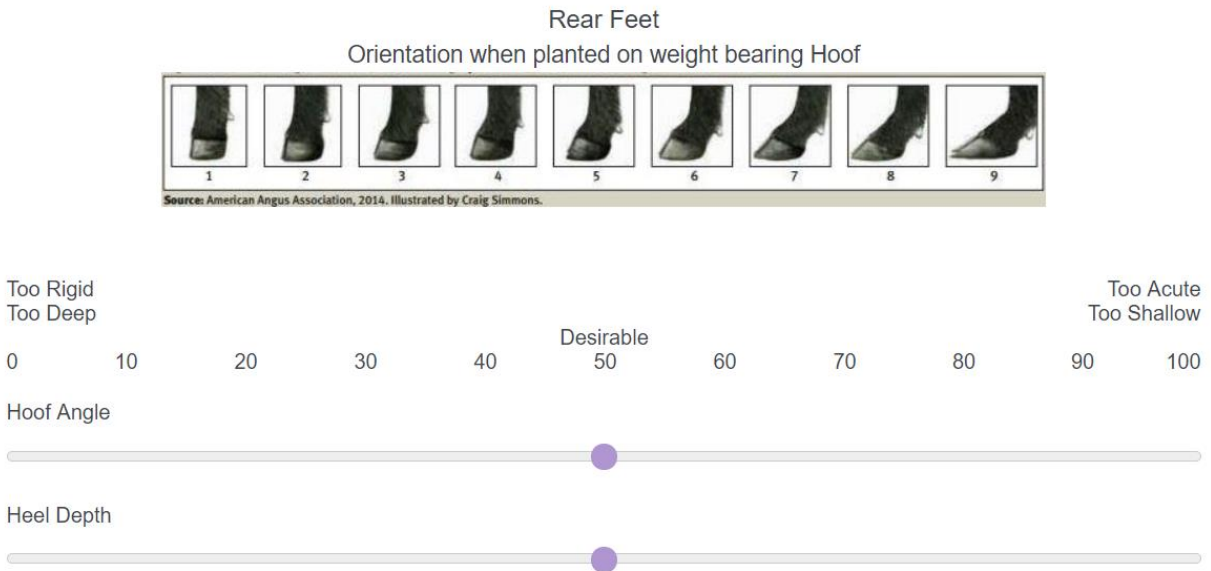 Rear Feet
Orientation when planted on weight bearing Hoof
1 2 3 4 5 6 7 8 9
Source: American Angus Association, 2014. Illustrated by Craig Simmons.
Too Rigid Too Acute
Too Deep Too Shallow
Desirable
0 10 20 30 40 50 60 70 80 90 100
Hoof Angle
Heel Depth